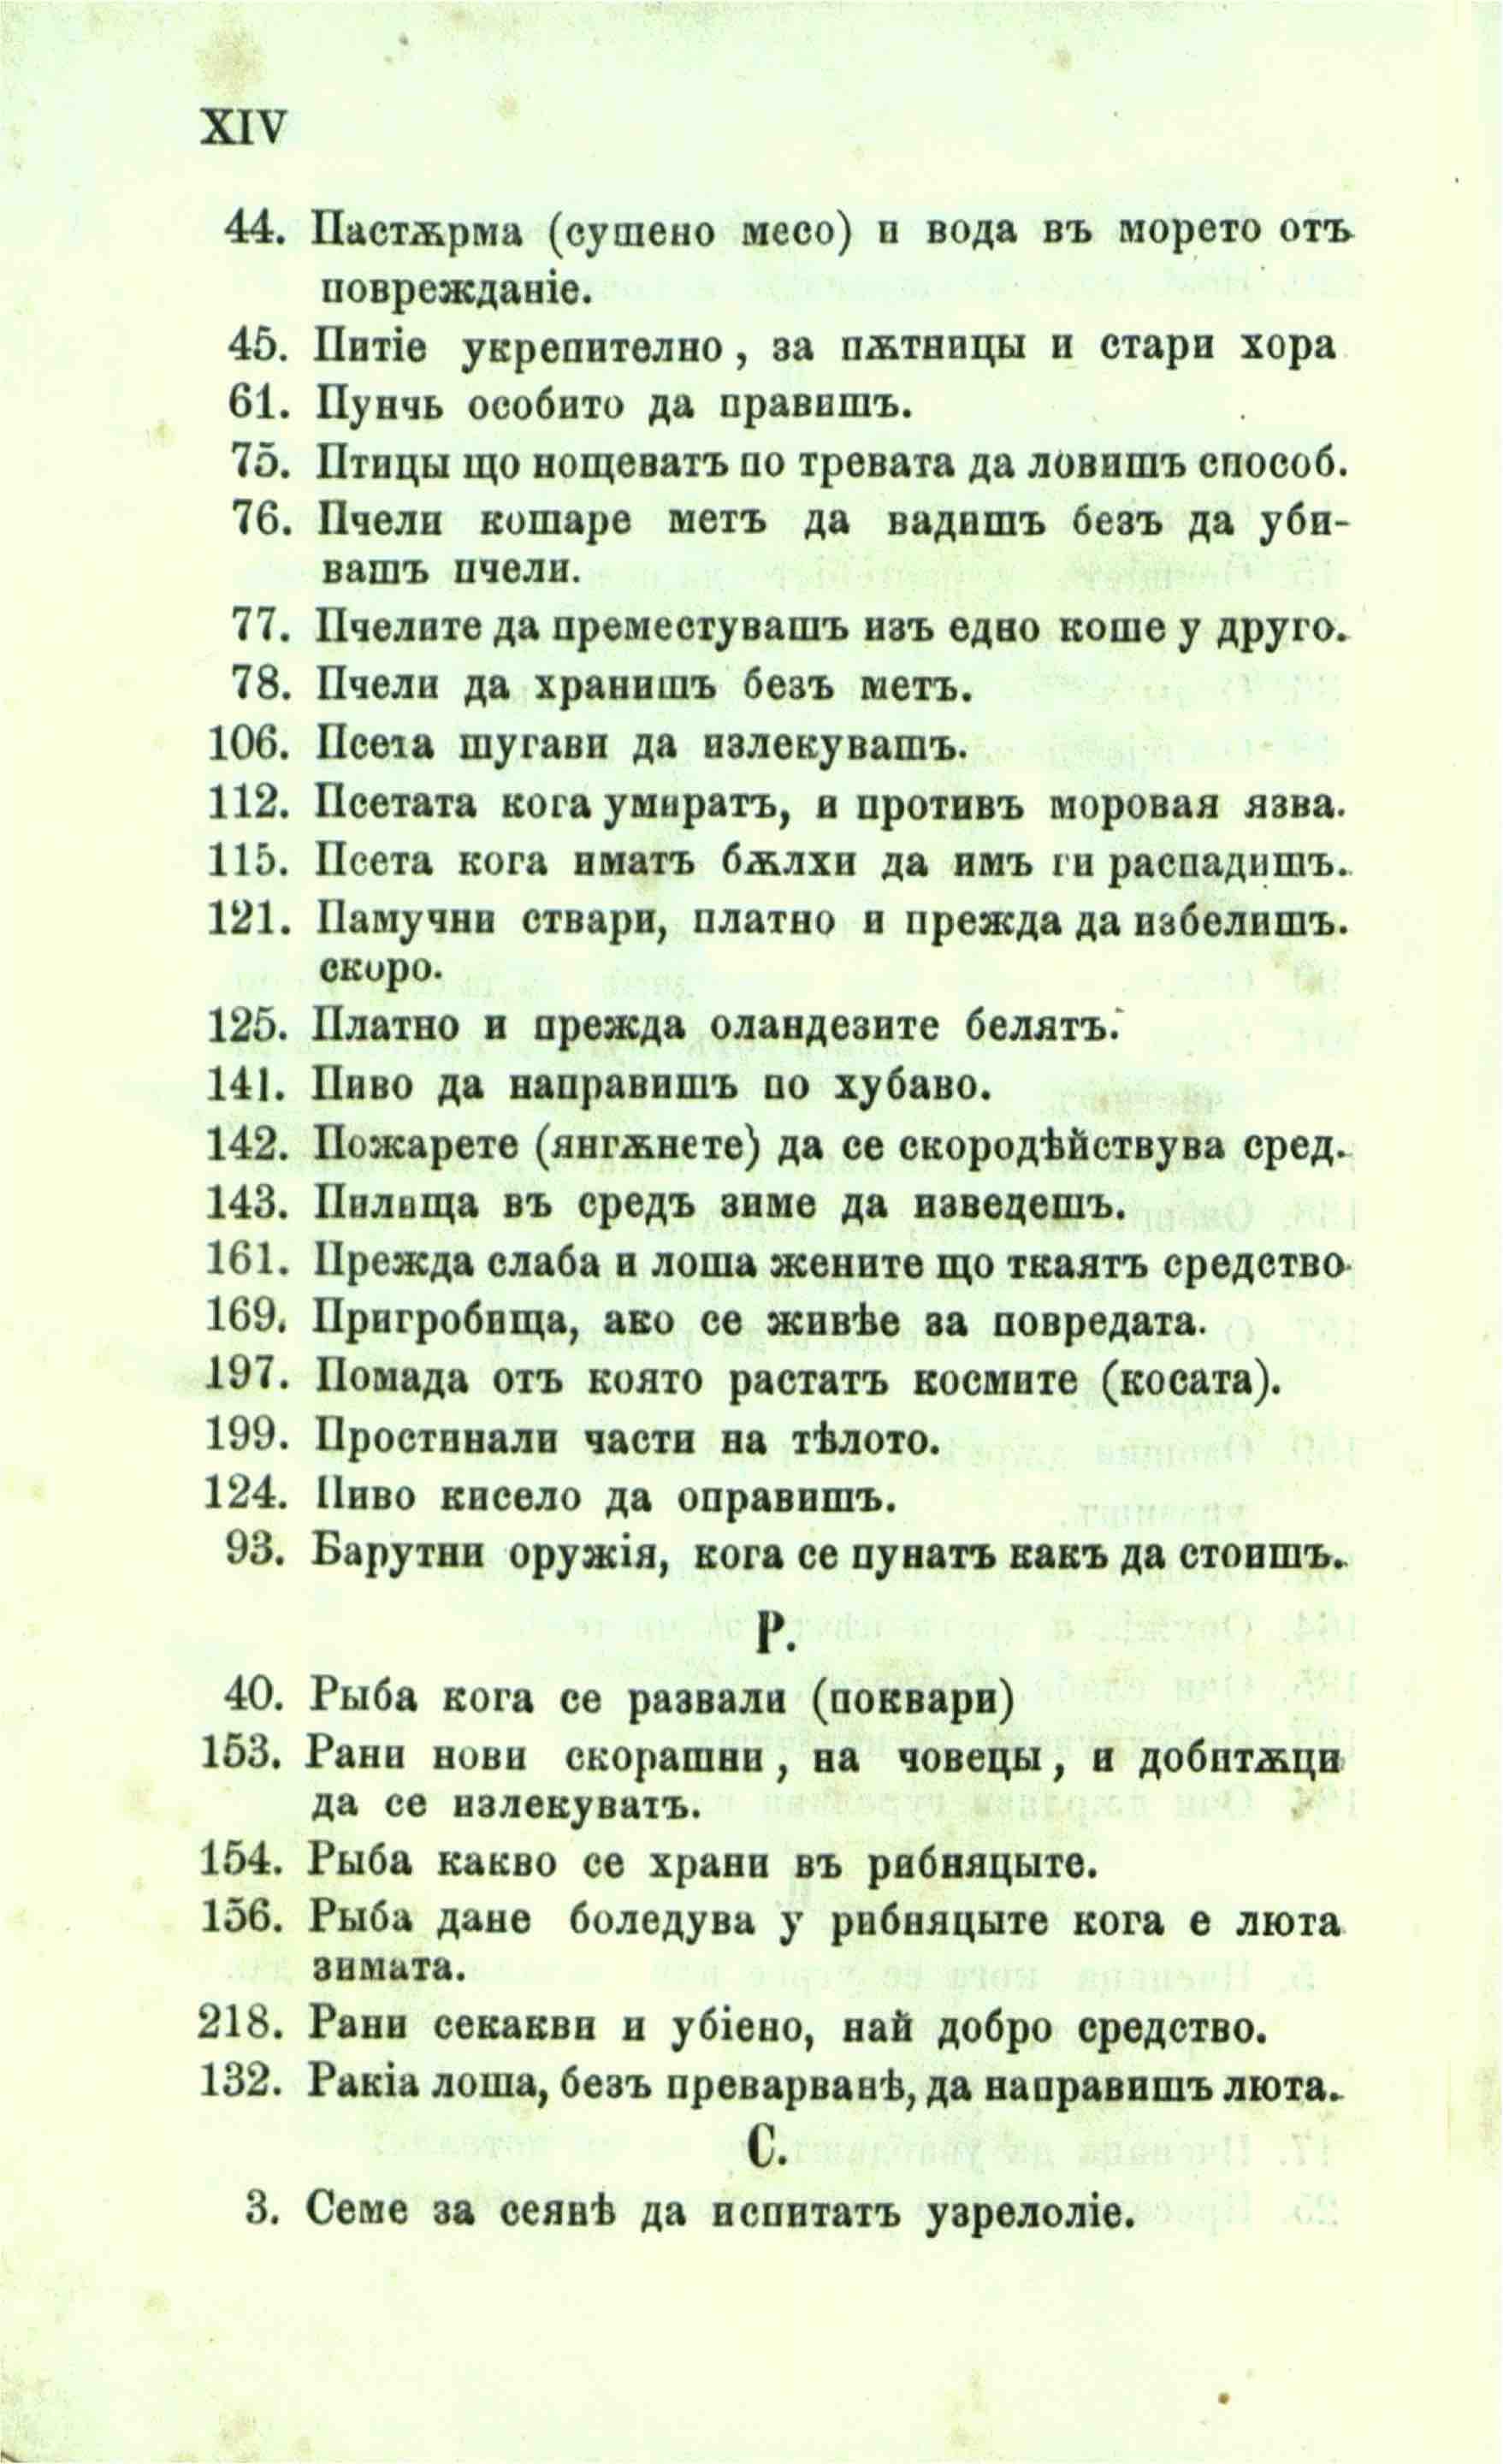 XIV
44. Пастѫрма (сушено месо) и вода въ морето отъ
повреждание.
45. Питіе укрепително, за пѫтницы и стари хора
61. Пунчь особито да правишъ.
75. Птицы що нощеватъ по тревата да ловишъ способ.
76. Пчели кошаре метъ да вадишъ безъ да уби-
вашъ пчели.
77. Пчелите да преместувашъ изъ едно коше у друго.
78. Пчели да хранишъ безъ метъ.
106. Псета шугави да излекувашъ.
112. Псетата кога умиратъ, и противъ моровая язва.
115. Псета кога иматъ бѫлхи да имъ ги распадишъ.
121. Памучни ствари, платно и прежда да избелишъ.
скоро.
125. Платно и прежда оландезите белятъ.
141. Пиво да направишъ по хубаво.
142. Пожарете (янгѫнете) да се скородѣйствува сред.
143. Пилища въ средъ зиме да изведешъ.
161. Прежда слаба и лоша жените що ткаятъ средство
169. Пригробища, ако се живѣе за повредата.
197. Помада отъ която растатъ космите (косата).
199. Простинали части на тѣлото.
124. Пиво кисело да оправишъ.
93. Барутни оружія, кога се пунатъ какъ да стоишъ.
Р.
40. Рыба кога се развали (поквари)
153. Рани нови скорашни, на човецы, и добитѫци
да се излекуватъ.
154. Рыба какво се храни въ рибняцыте.
156. Рыба дане боледува у рибняцыте кога е люта
зимата.
218. Рани секакви и убіено, най добро средство.
132. Ракіа лоша, безъ преварванѣ, да направишъ люта.
С.
3. Семе за сеянѣ да испитатъ узрелоліе.